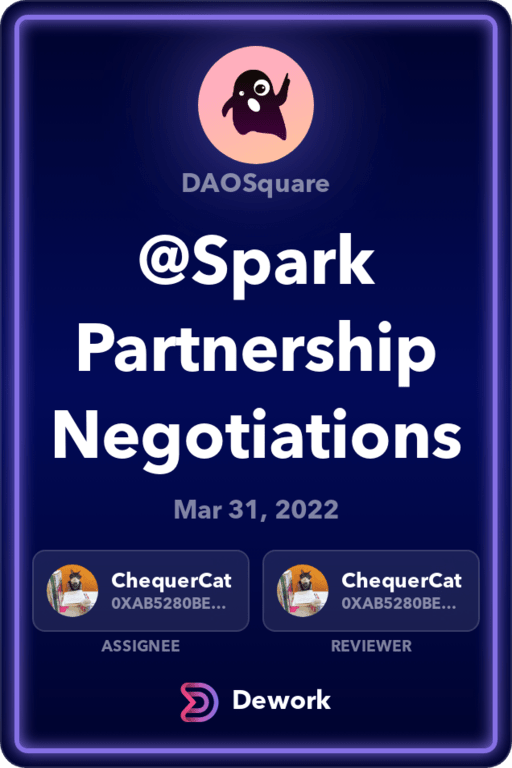 DAOSquare
@Spark
Partnership
Negotiations
Mar 31, 2022
ChequerCat
0XAB5280BE...
ASSIGNEE
ChequerCat
0XAB5280BE...
REVIEWER
Dework